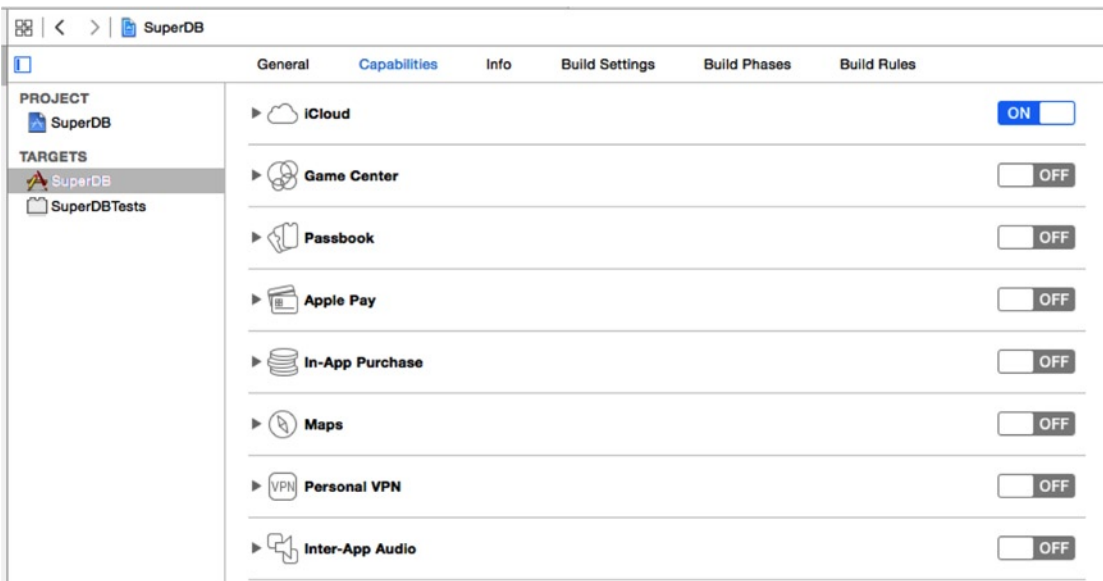 SuperDB
General Capabilities Info Build Settings Build Phases Build Rules
PROJECT
SuperDB
TARGETS
SuperDB
SuperDBTests
iCloud ON
Game Center OFF
Passbook OFF
Apple Pay OFF
In-App Purchase OFF
Maps OFF
VPN Personal VPN OFF
Inter-App Audio OFF